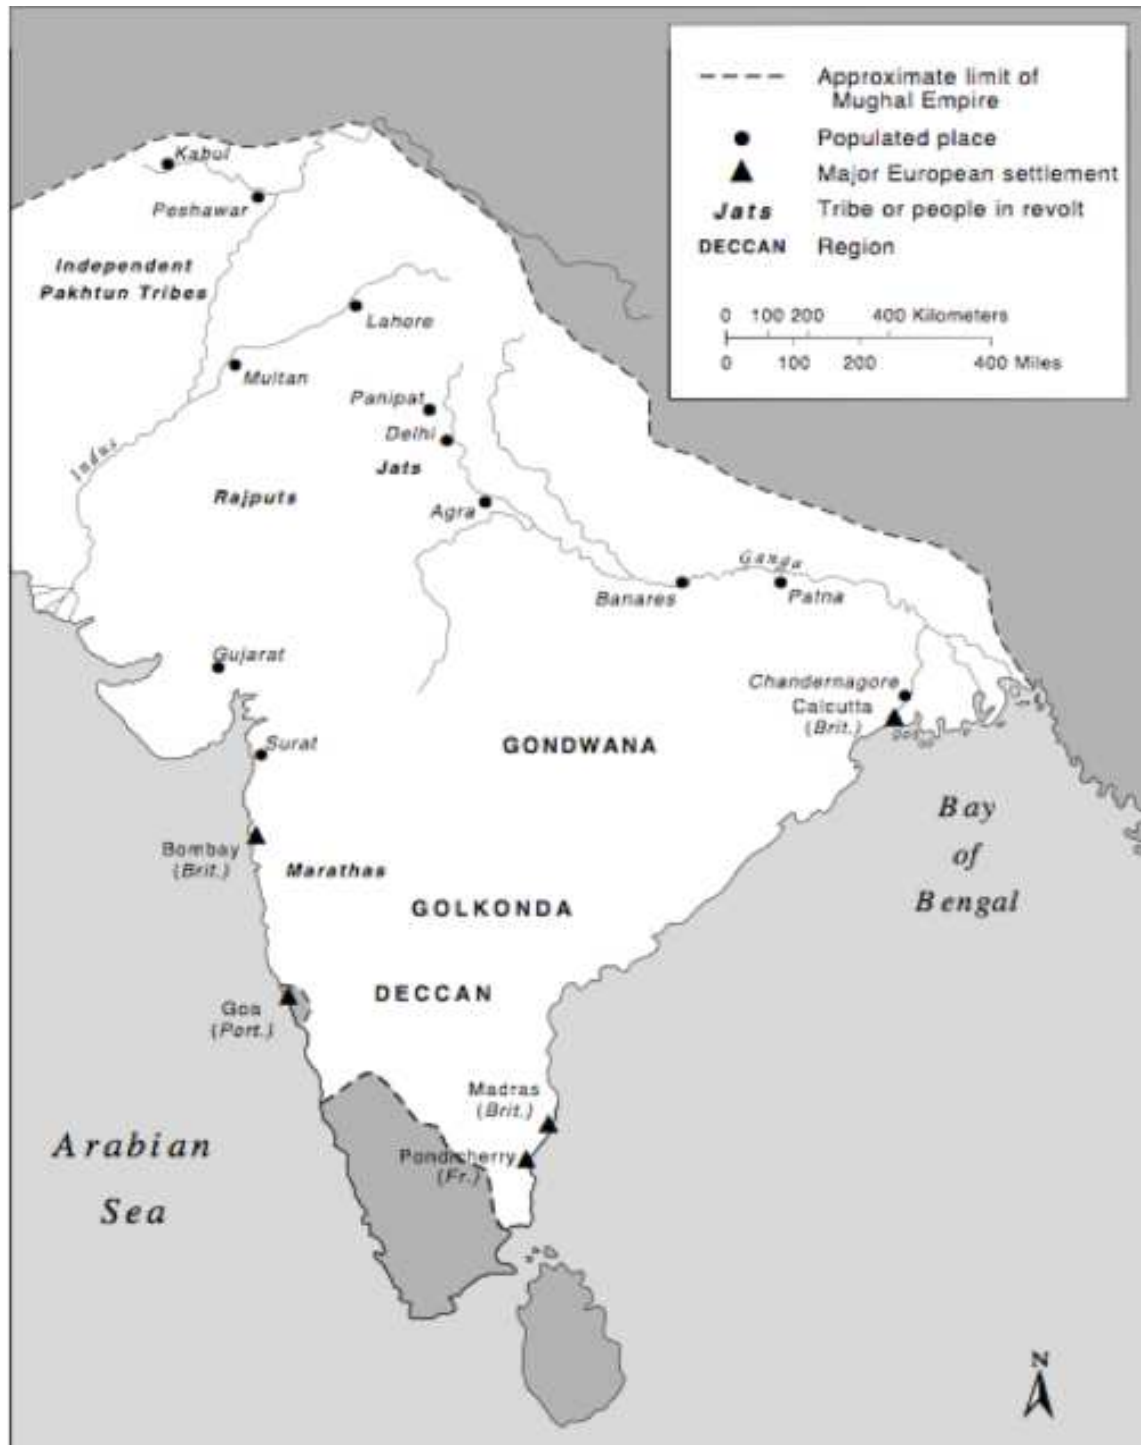 Approximate limit of
Mughal Empire
Populated place
Major European settlement
Jats Tribe or people in revolt
DECCAN Region
0 100 200 400 Kilometers
0 100 200 400 Miles
Kabul
Peshawar
Independent
Pakhtun Tribes
Lahore
Multan
Panipat
Delhi
Indus
Jats
Rajputs
Agra
Ganga
Banares
Patna
Gujarat
Chandernagore
Calcutta
(Brit.)
Surat
GONDWANA
Bay
of
Bengal
Bombay
(Brit.)
Marathas
GOLKONDA
DECCAN
Goa
(Port.)
Madras
(Brit.)
Arabian
Sea
Pondicherry
(Fr.)
N